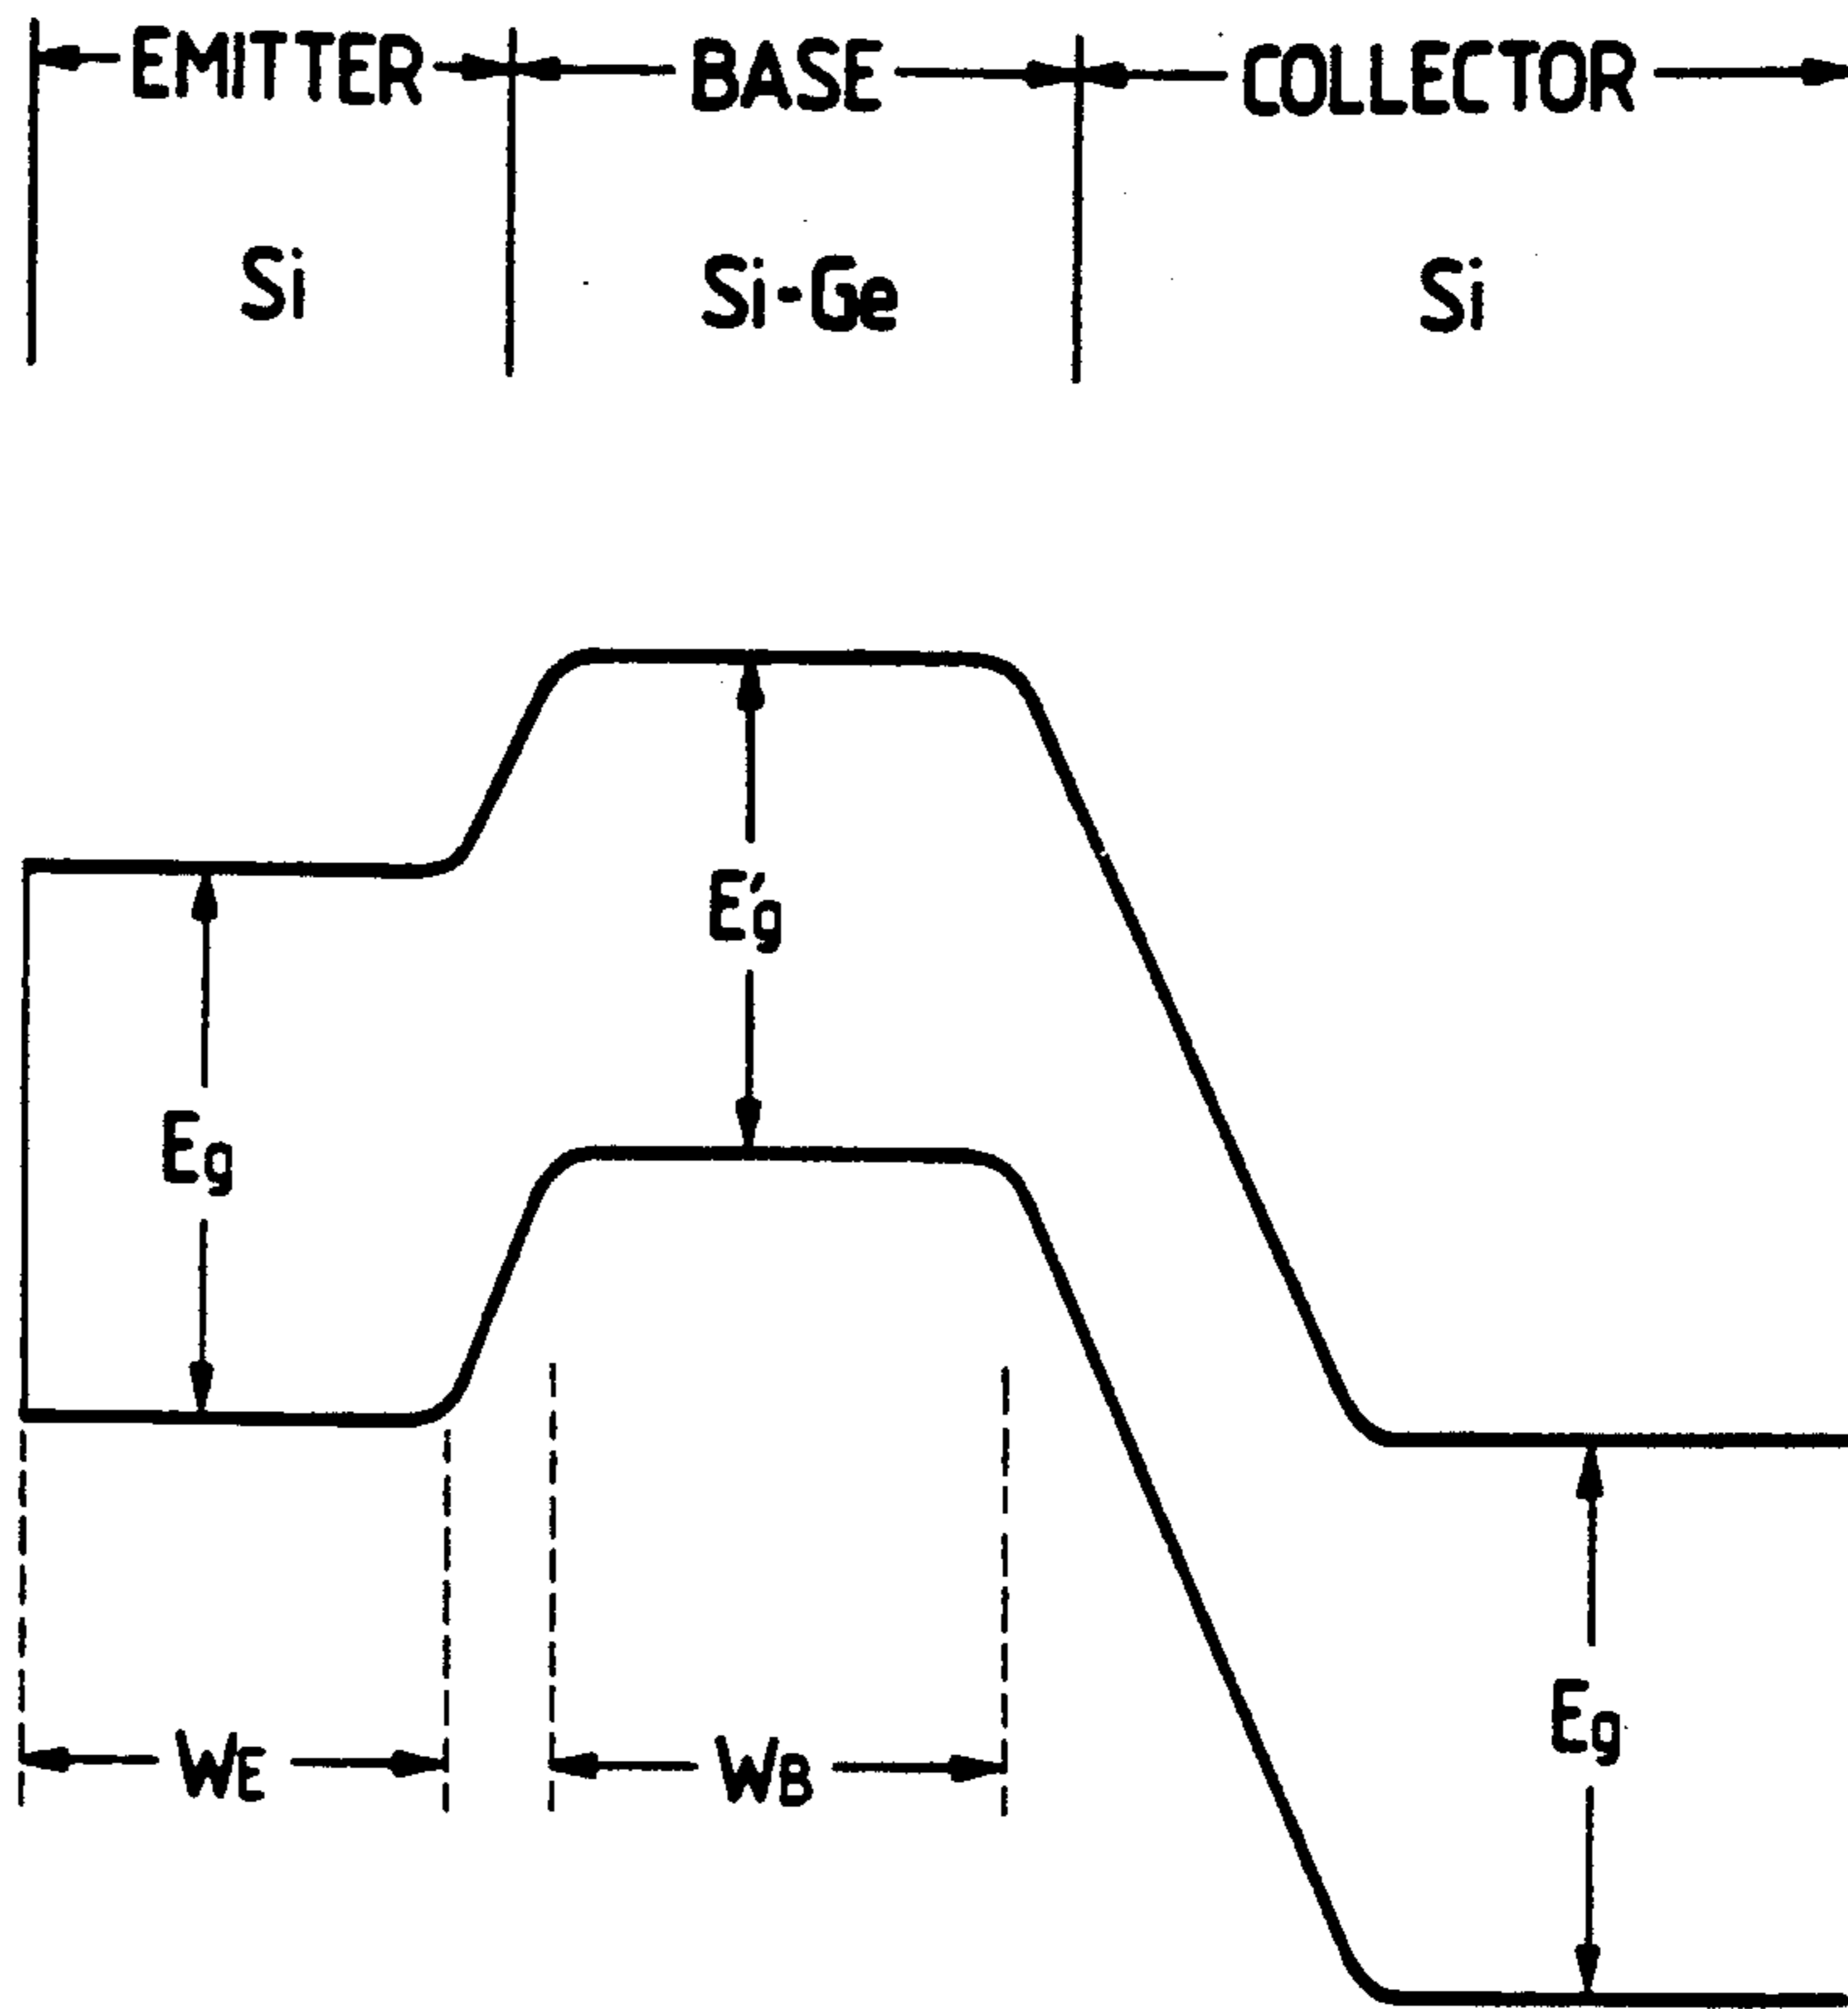 EMITTER BASE COLLECTOR
Si Si-Ge Si
E'g
Eg
Eg
WE WB